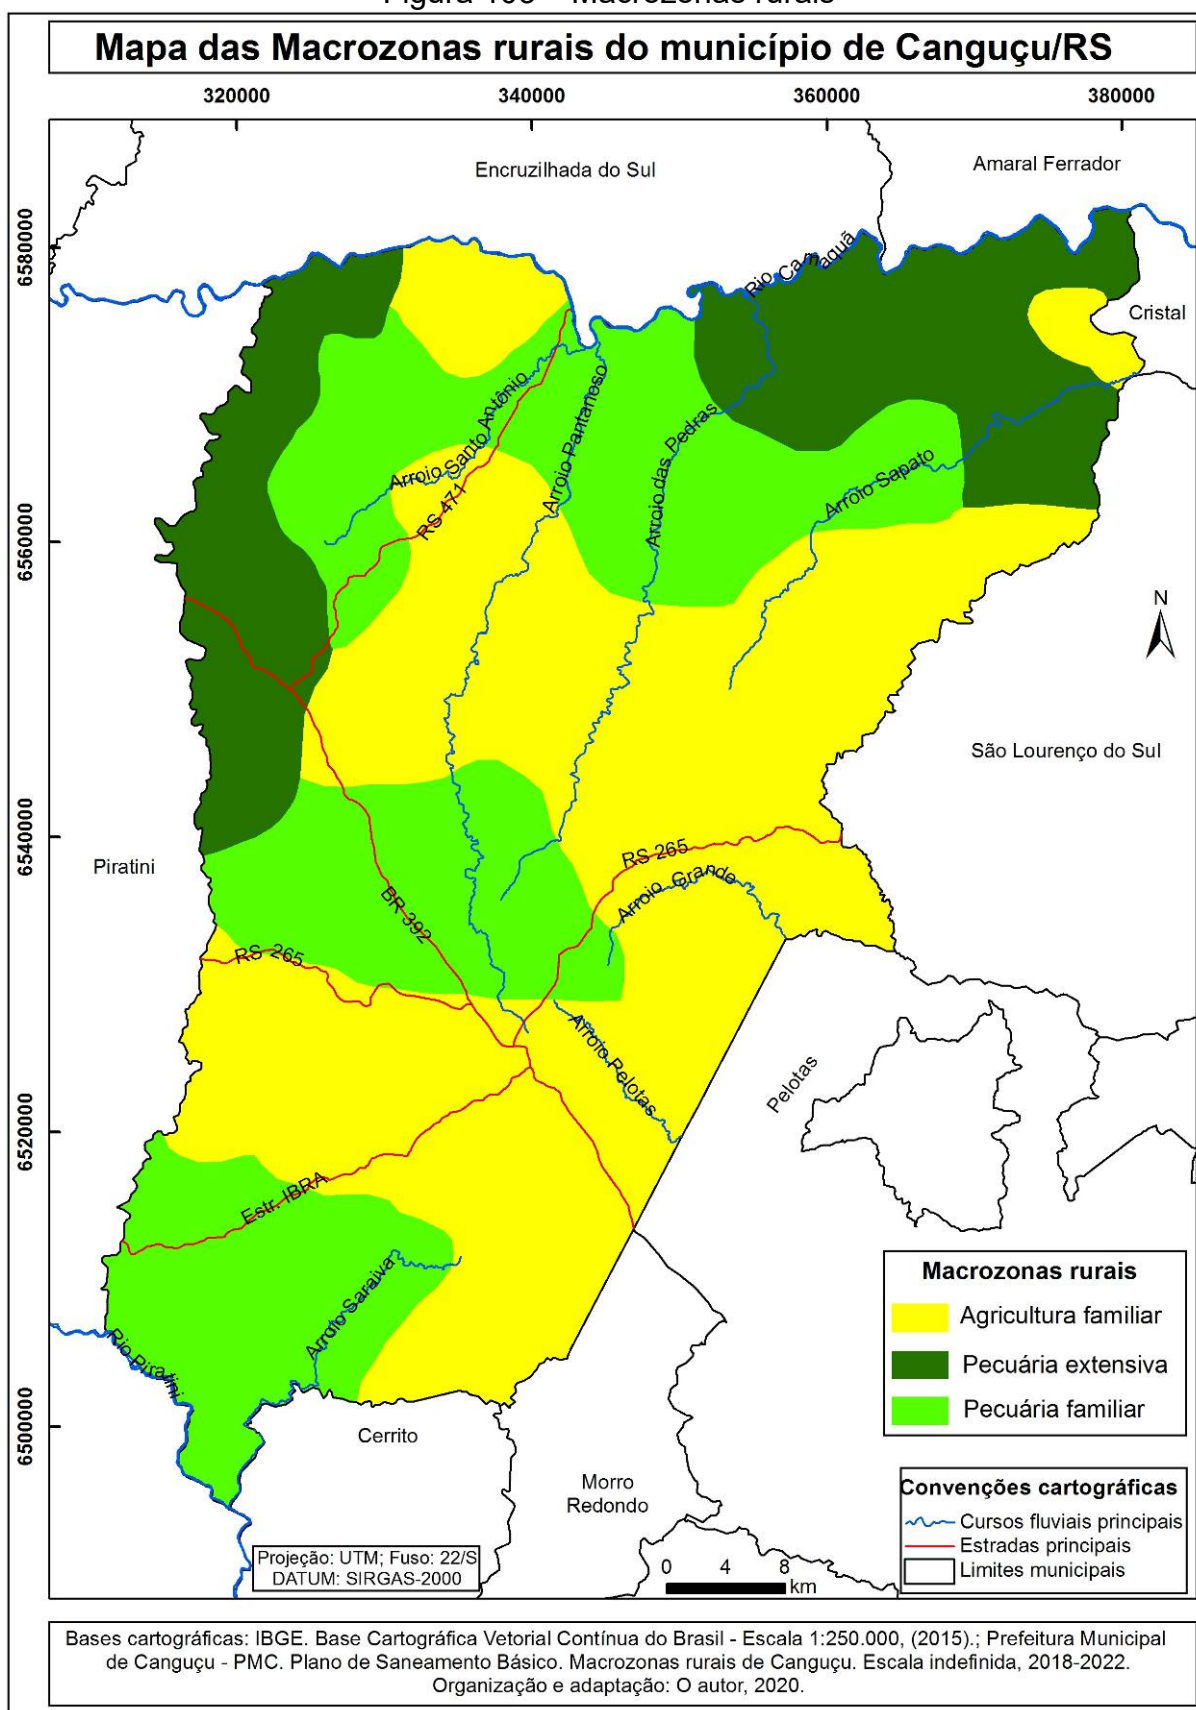 Mapa das Macrozonas rurais do município de Canguçu/RS
320000
340000
360000
380000
6580000
6560000
6540000
6520000
6500000
Encruzilhada do Sul
Amaral Ferrador
Rio Camaquã
Cristal
Arroio Santo Antônio
Arroio Pantanoso
Arroio das Pedras
Arroio Sapato
RS 471
N
São Lourenço do Sul
Piratini
RS 265
Arroio Grande
BR 392
RS 265
Arroio Pelotas
Pelotas
Estr. IBRA
Arroio Saraiva
Rio Piratini
Cerrito
Morro
Redondo
Macrozonas rurais
Agricultura familiar
Pecuária extensiva
Pecuária familiar
Convenções cartográficas
Cursos fluviais principais
Estradas principais
Limites municipais
Projeção: UTM; Fuso: 22/S
DATUM: SIRGAS-2000
0 4 8
km
Bases cartográficas: IBGE. Base Cartográfica Vetorial Contínua do Brasil - Escala 1:250.000, (2015).; Prefeitura Municipal
de Canguçu - PMC. Plano de Saneamento Básico. Macrozonas rurais de Canguçu. Escala indefinida, 2018-2022.
Organização e adaptação: O autor, 2020.